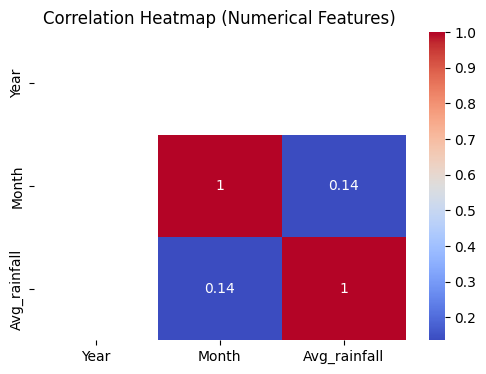 Correlation Heatmap (Numerical Features)
Year
Month
Avg_rainfall
1
0.14
0.14
1
Year
Month
Avg_rainfall
1.0
0.9
0.8
0.7
0.6
0.5
0.4
0.3
0.2